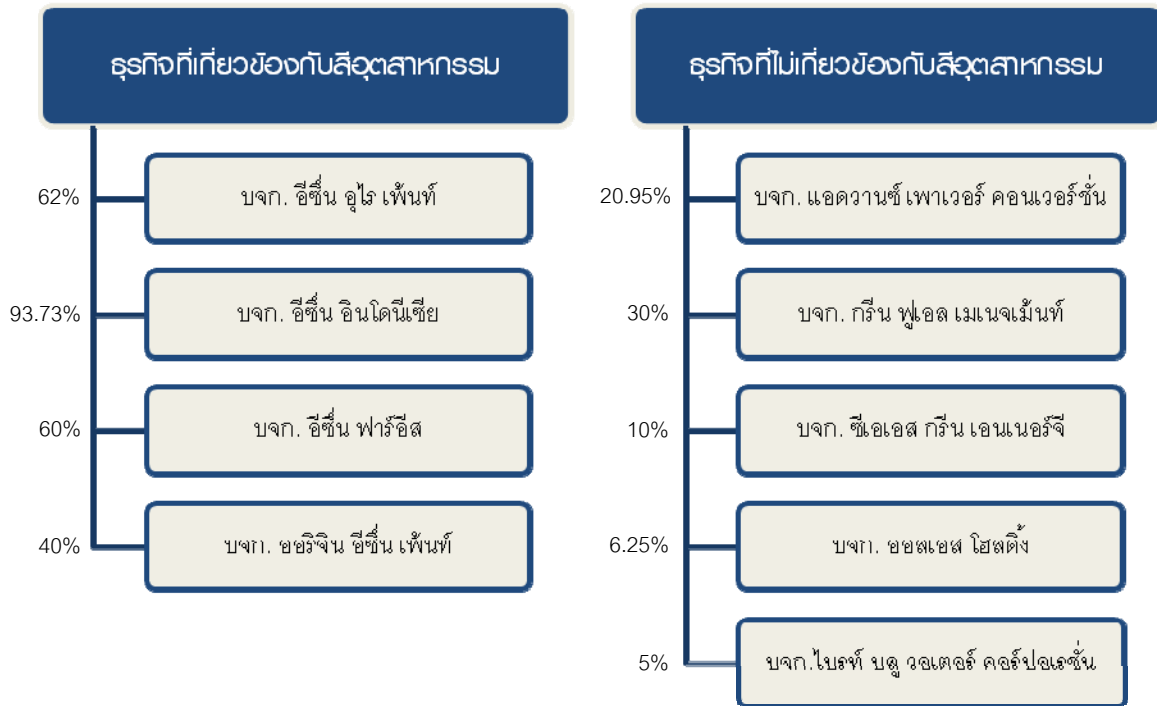 ธุรกิจที่เกี่ยวข้องกับสีอุตสาหกรรม
62%
บจก. อีซึ่น อุไร เพ้นท์
93.73%
บจก. อีซึ่น อินโดนีเซีย
60%
บจก. อีซึ่น ฟาร์อีส
40%
บจก. ออริจิน อีซึ่น เพ้นท์
ธุรกิจที่ไม่เกี่ยวข้องกับสีอุตสาหกรรม
20.95%
บจก. แอดวานซ์ เพาเวอร์ คอนเวอร์ชั่น
30%
บจก. กรีน ฟูเอล เมเนจเม้นท์
10%
บจก. ซีเอเอส กรีน เอนเนอร์จี
6.25%
บจก. ออลเอส โฮลดิ้ง
5%
บจก.ไบรท์ บลู วอเตอร์ คอร์ปอเรชั่น